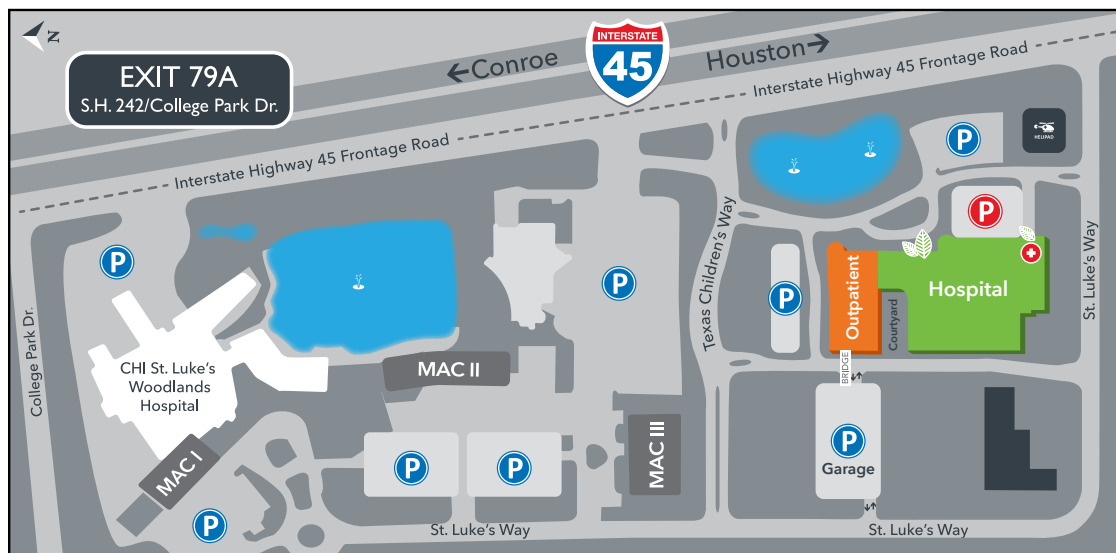 N
EXIT 79A
S.H. 242/College Park Dr.
←Conroe
INTERSTATE
45
Houston→
Interstate Highway 45 Frontage Road
Interstate Highway 45 Frontage Road
P
HELIPAD
P
P
P
P
College Park Dr.
Texas Children's Way
St. Luke's Way
Outpatient
Courtyard
Hospital
BRIDGE
CHI St. Luke's
Woodlands
Hospital
MAC I
MAC II
MAC III
P
P
P
P
Garage
St. Luke's Way
St. Luke's Way